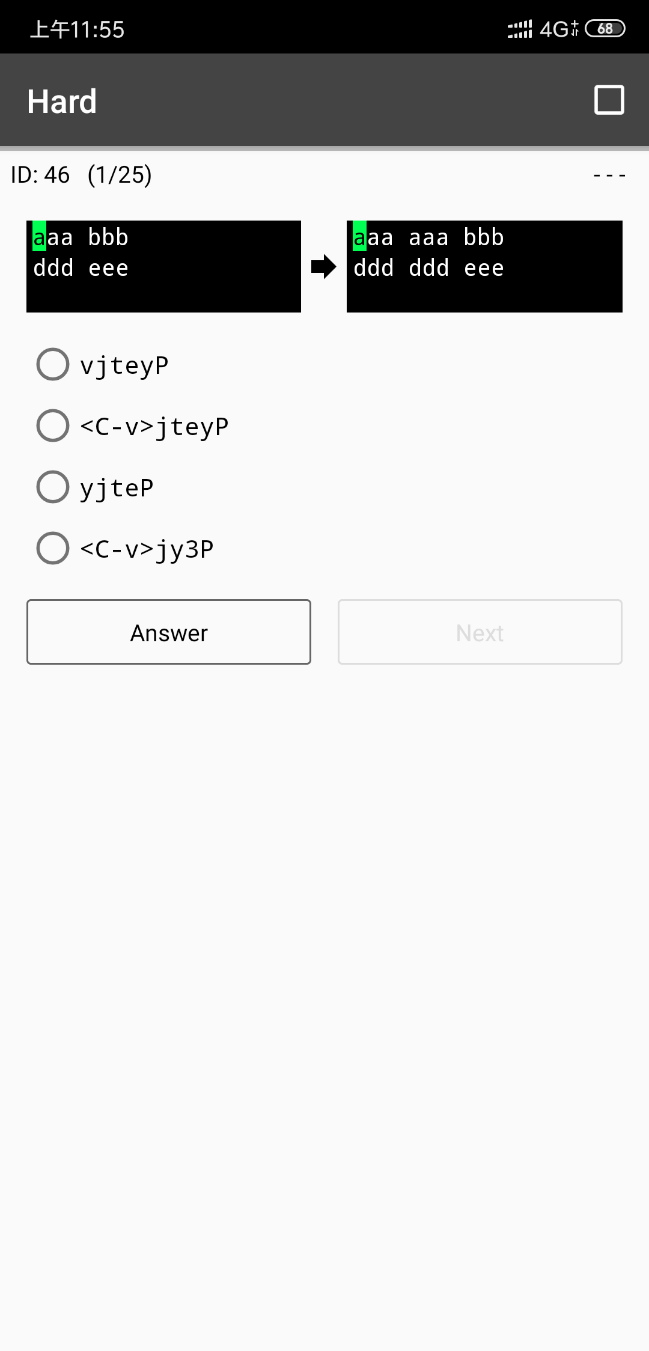 上午11:55 4G 68
Hard
ID: 46 (1/25) ---
aaa bbb
ddd eee
aaa aaa bbb
ddd ddd eee
vjteyP
<C-v>jteyP
yjteP
<C-v>jy3P
Answer Next